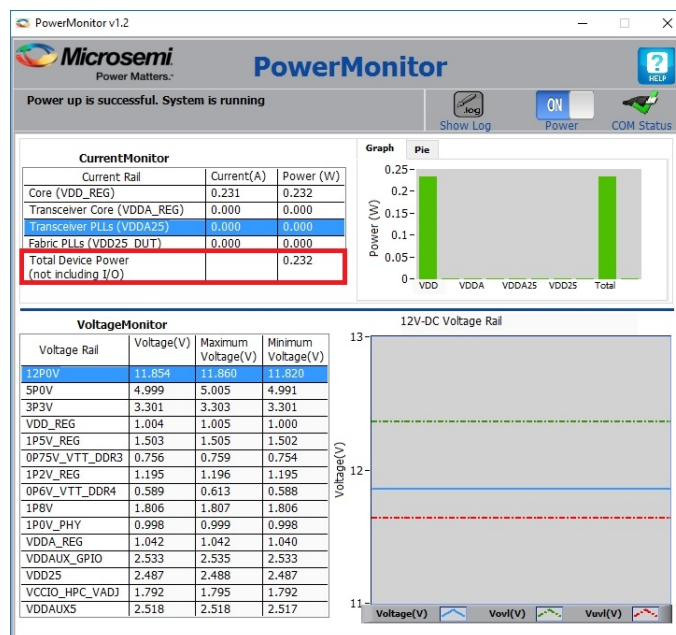 PowerMonitor v1.2
Microsemi
Power Matters.™
PowerMonitor
HELP
Power up is successful. System is running
.log
Show Log
ON
Power
COM Status
CurrentMonitor
Current Rail Current(A) Power (W)
Core (VDD_REG) 0.231 0.232
Transceiver Core (VDDA_REG) 0.000 0.000
Transceiver PLLs (VDDA25) 0.000 0.000
Fabric PLLs (VDD25_DUT) 0.000 0.000
Total Device Power 0.232
(not including I/O)
Graph Pie
Power (W)
0.25
0.2
0.15
0.1
0.05
0
VDD VDDA VDDA25 VDD25 Total
VoltageMonitor
Voltage Rail Voltage(V) Maximum Voltage(V) Minimum Voltage(V)
12P0V 11.854 11.860 11.820
5P0V 4.999 5.005 4.991
3P3V 3.301 3.303 3.301
VDD_REG 1.004 1.005 1.000
1P5V_REG 1.503 1.505 1.502
0P75V_VTT_DDR3 0.756 0.759 0.754
1P2V_REG 1.195 1.196 1.195
0P6V_VTT_DDR4 0.589 0.613 0.588
1P8V 1.806 1.807 1.806
1P0V_PHY 0.998 0.999 0.998
VDDA_REG 1.042 1.042 1.040
VDDAUX_GPIO 2.533 2.535 2.533
VDD25 2.487 2.488 2.487
VCCIO_HPC_VADJ 1.792 1.795 1.792
VDDAUX5 2.518 2.518 2.517
12V-DC Voltage Rail
Voltage(V)
13
12
11
Voltage(V) Vovl(V) Vuvl(V)